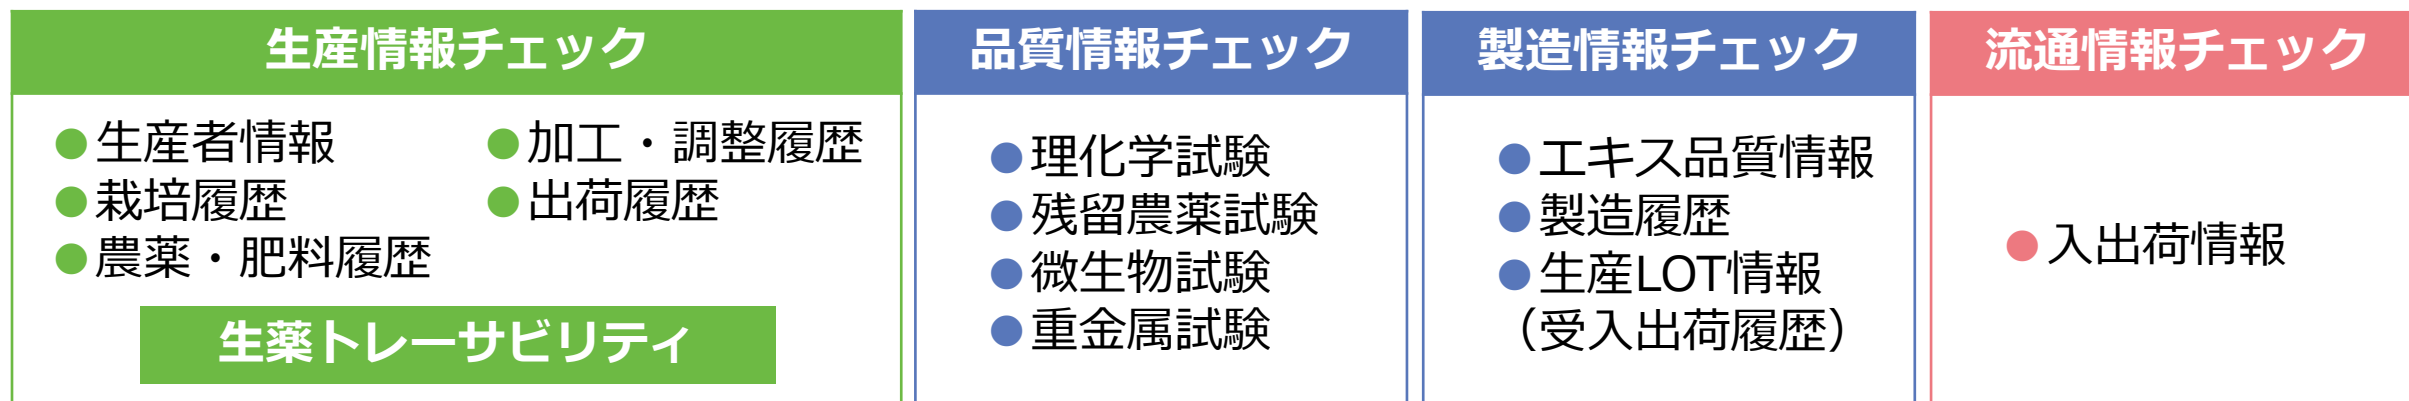 生産情報チェック
●生産者情報
●栽培履歴
●農薬・肥料履歴
●加工・調整履歴
●出荷履歴
生薬トレーサビリティ
品質情報チェック
●理化学試験
●残留農薬試験
●微生物試験
●重金属試験
製造情報チェック
●エキス品質情報
●製造履歴
●生産LOT情報
（受入出荷履歴）
流通情報チェック
●入出荷情報